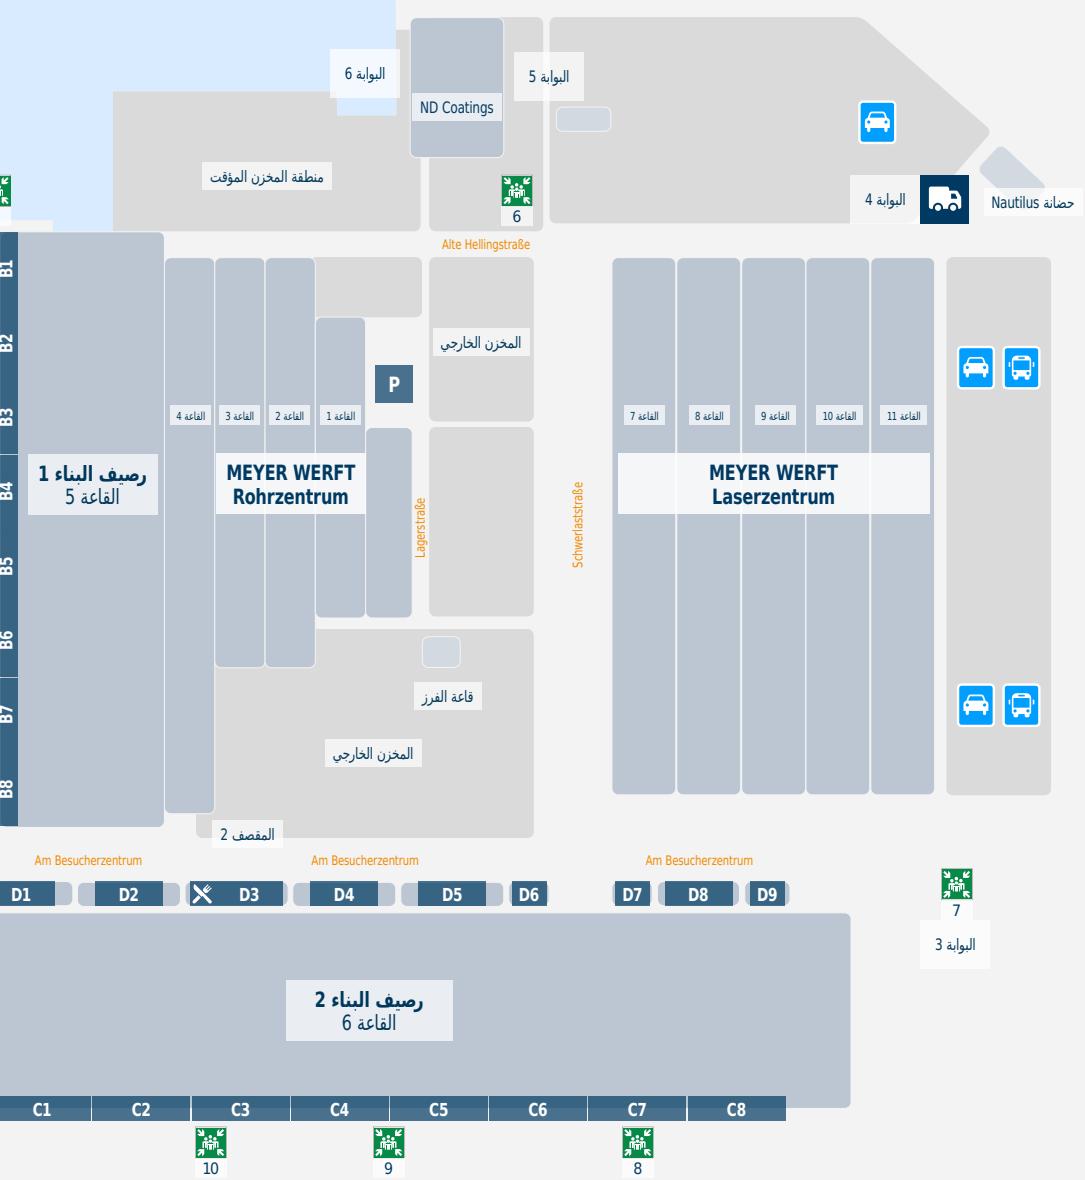 البوابة 6
البوابة 5
ND Coatings
منطقة المخزن المؤقت
6
البوابة 4
حضانة Nautilus
Alte Hellingstraße
B1
B2
B3
B4
B5
B6
B7
B8
المخزن الخارجي
P
القاعة 4
القاعة 3
القاعة 2
القاعة 1
القاعة 7
القاعة 8
القاعة 9
القاعة 10
القاعة 11
رصيف البناء 1
القاعة 5
MEYER WERFT
Rohrzentrum
MEYER WERFT
Laserzentrum
Lagerstraße
Schwerlaststraße
قاعة الفرز
المخزن الخارجي
المقصف 2
Am Besucherzentrum
Am Besucherzentrum
Am Besucherzentrum
D1
D2
D3
D4
D5
D6
D7
D8
D9
7
البوابة 3
رصيف البناء 2
القاعة 6
C1
C2
C3
C4
C5
C6
C7
C8
10
9
8